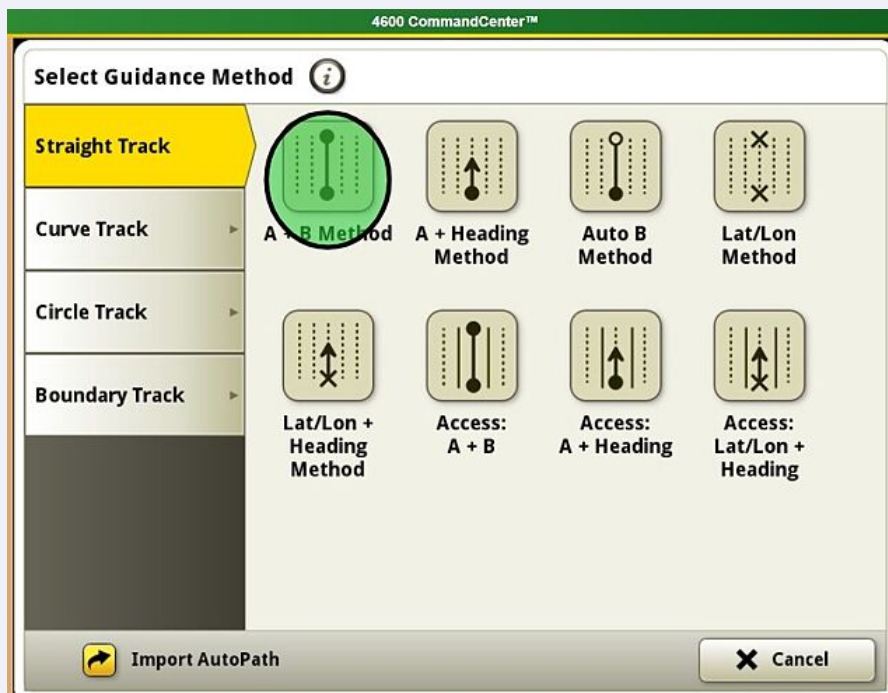 4600 CommandCenter™
Select Guidance Method i
Straight Track
Curve Track
Circle Track
Boundary Track
A + B Method
A + Heading
Method
Auto B
Method
Lat/Lon
Method
Lat/Lon +
Heading
Method
Access:
A + B
Access:
A + Heading
Access:
Lat/Lon +
Heading
Import AutoPath
Cancel